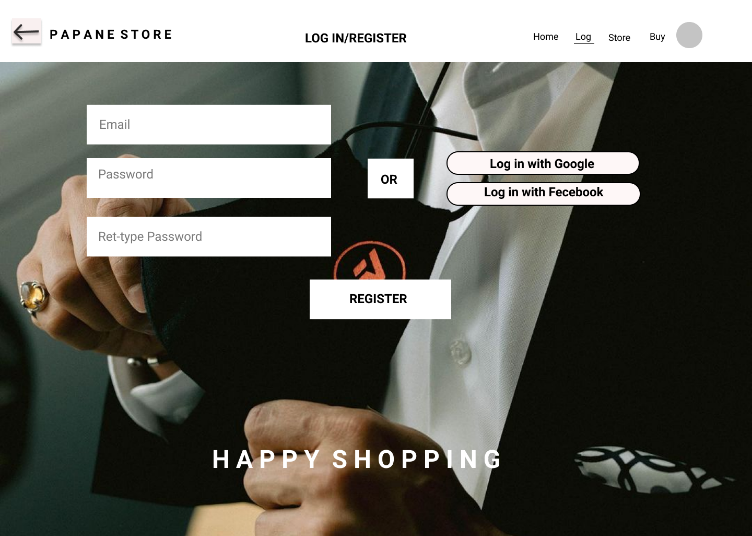 PAPANE STORE
LOG IN/REGISTER
Home Log Store Buy
Email
Password
Ret-type Password
OR
Log in with Google
Log in with Fecebook
REGISTER
HAPPY SHOPPING